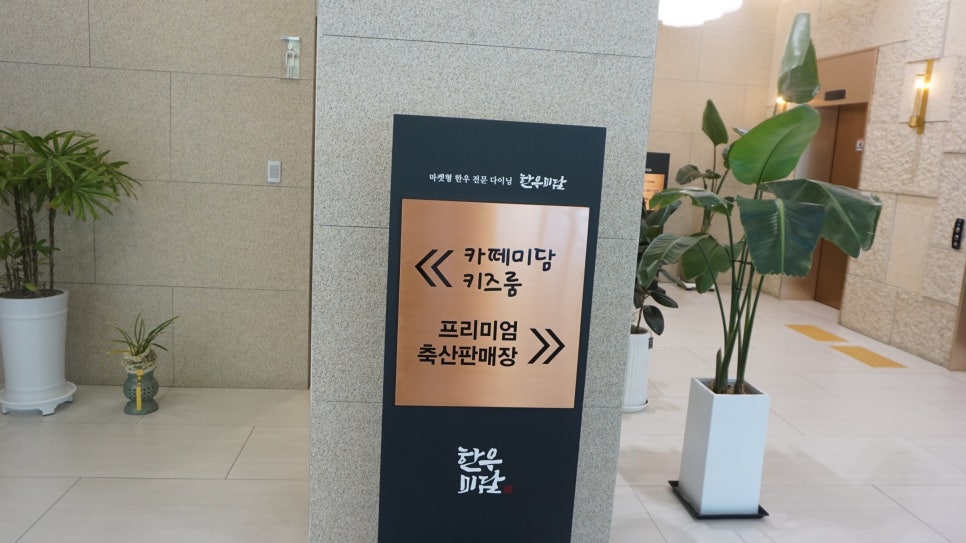 마켓형 한우 전문 다이닝 한우미담
카페미담
키즈룸
프리미엄
축산판매장
한우
미담